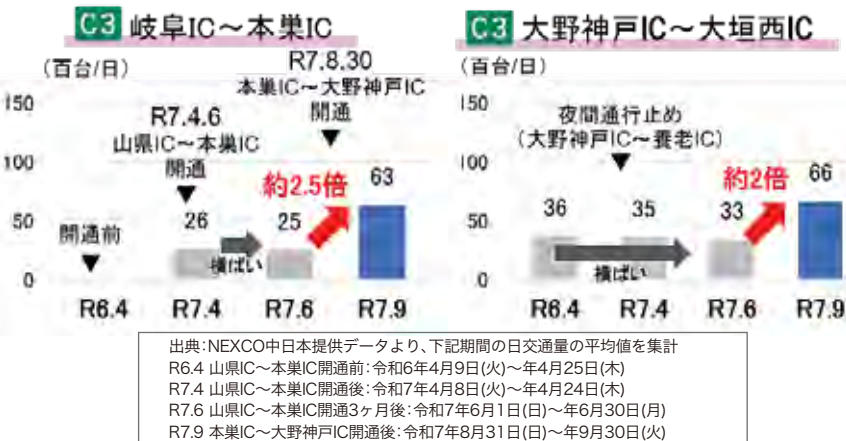 C3 岐阜IC～本巣IC
（百台/日）
R7.8.30
本巣IC～大野神戸IC
開通
R7.4.6
山県IC～本巣IC
開通
開通前
150
100
50
0
26
25
63
横ばい
約2.5倍
R6.4 R7.4 R7.6 R7.9
C3 大野神戸IC～大垣西IC
（百台/日）
夜間通行止め
（大野神戸IC～養老IC）
150
100
50
0
36
35
33
66
横ばい
約2倍
R6.4 R7.4 R7.6 R7.9
出典：NEXCO中日本提供データより、下記期間の日交通量の平均値を集計
R6.4 山県IC～本巣IC開通前：令和6年4月9日(火)～年4月25日(木)
R7.4 山県IC～本巣IC開通後：令和7年4月8日(火)～年4月24日(木)
R7.6 山県IC～本巣IC開通3ヶ月後：令和7年6月1日(日)～年6月30日(月)
R7.9 本巣IC～大野神戸IC開通後：令和7年8月31日(日)～年9月30日(火)